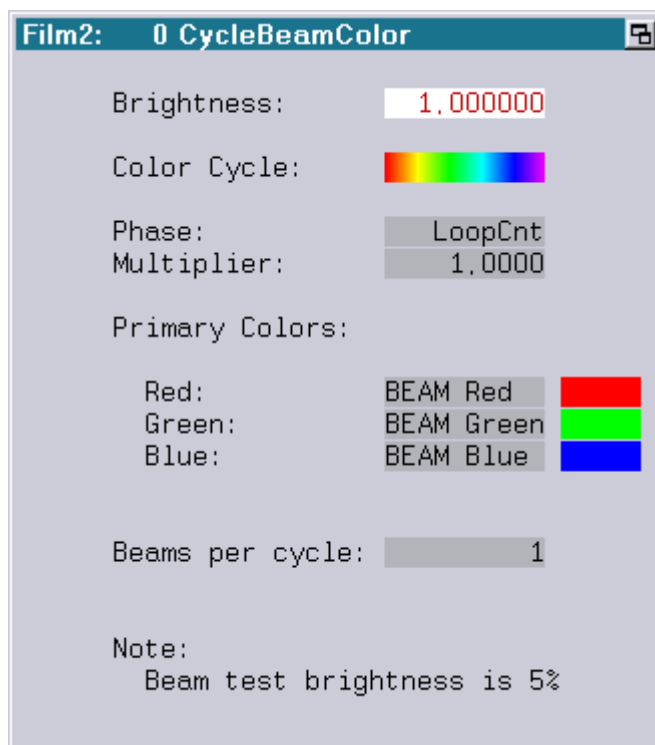 Film2: 0 CycleBeamColor
Brightness: 1,000000
Color Cycle:
Phase: LoopCnt
Multiplier: 1,0000
Primary Colors:
Red: BEAM Red
Green: BEAM Green
Blue: BEAM Blue
Beams per cycle: 1
Note:
Beam test brightness is 5%